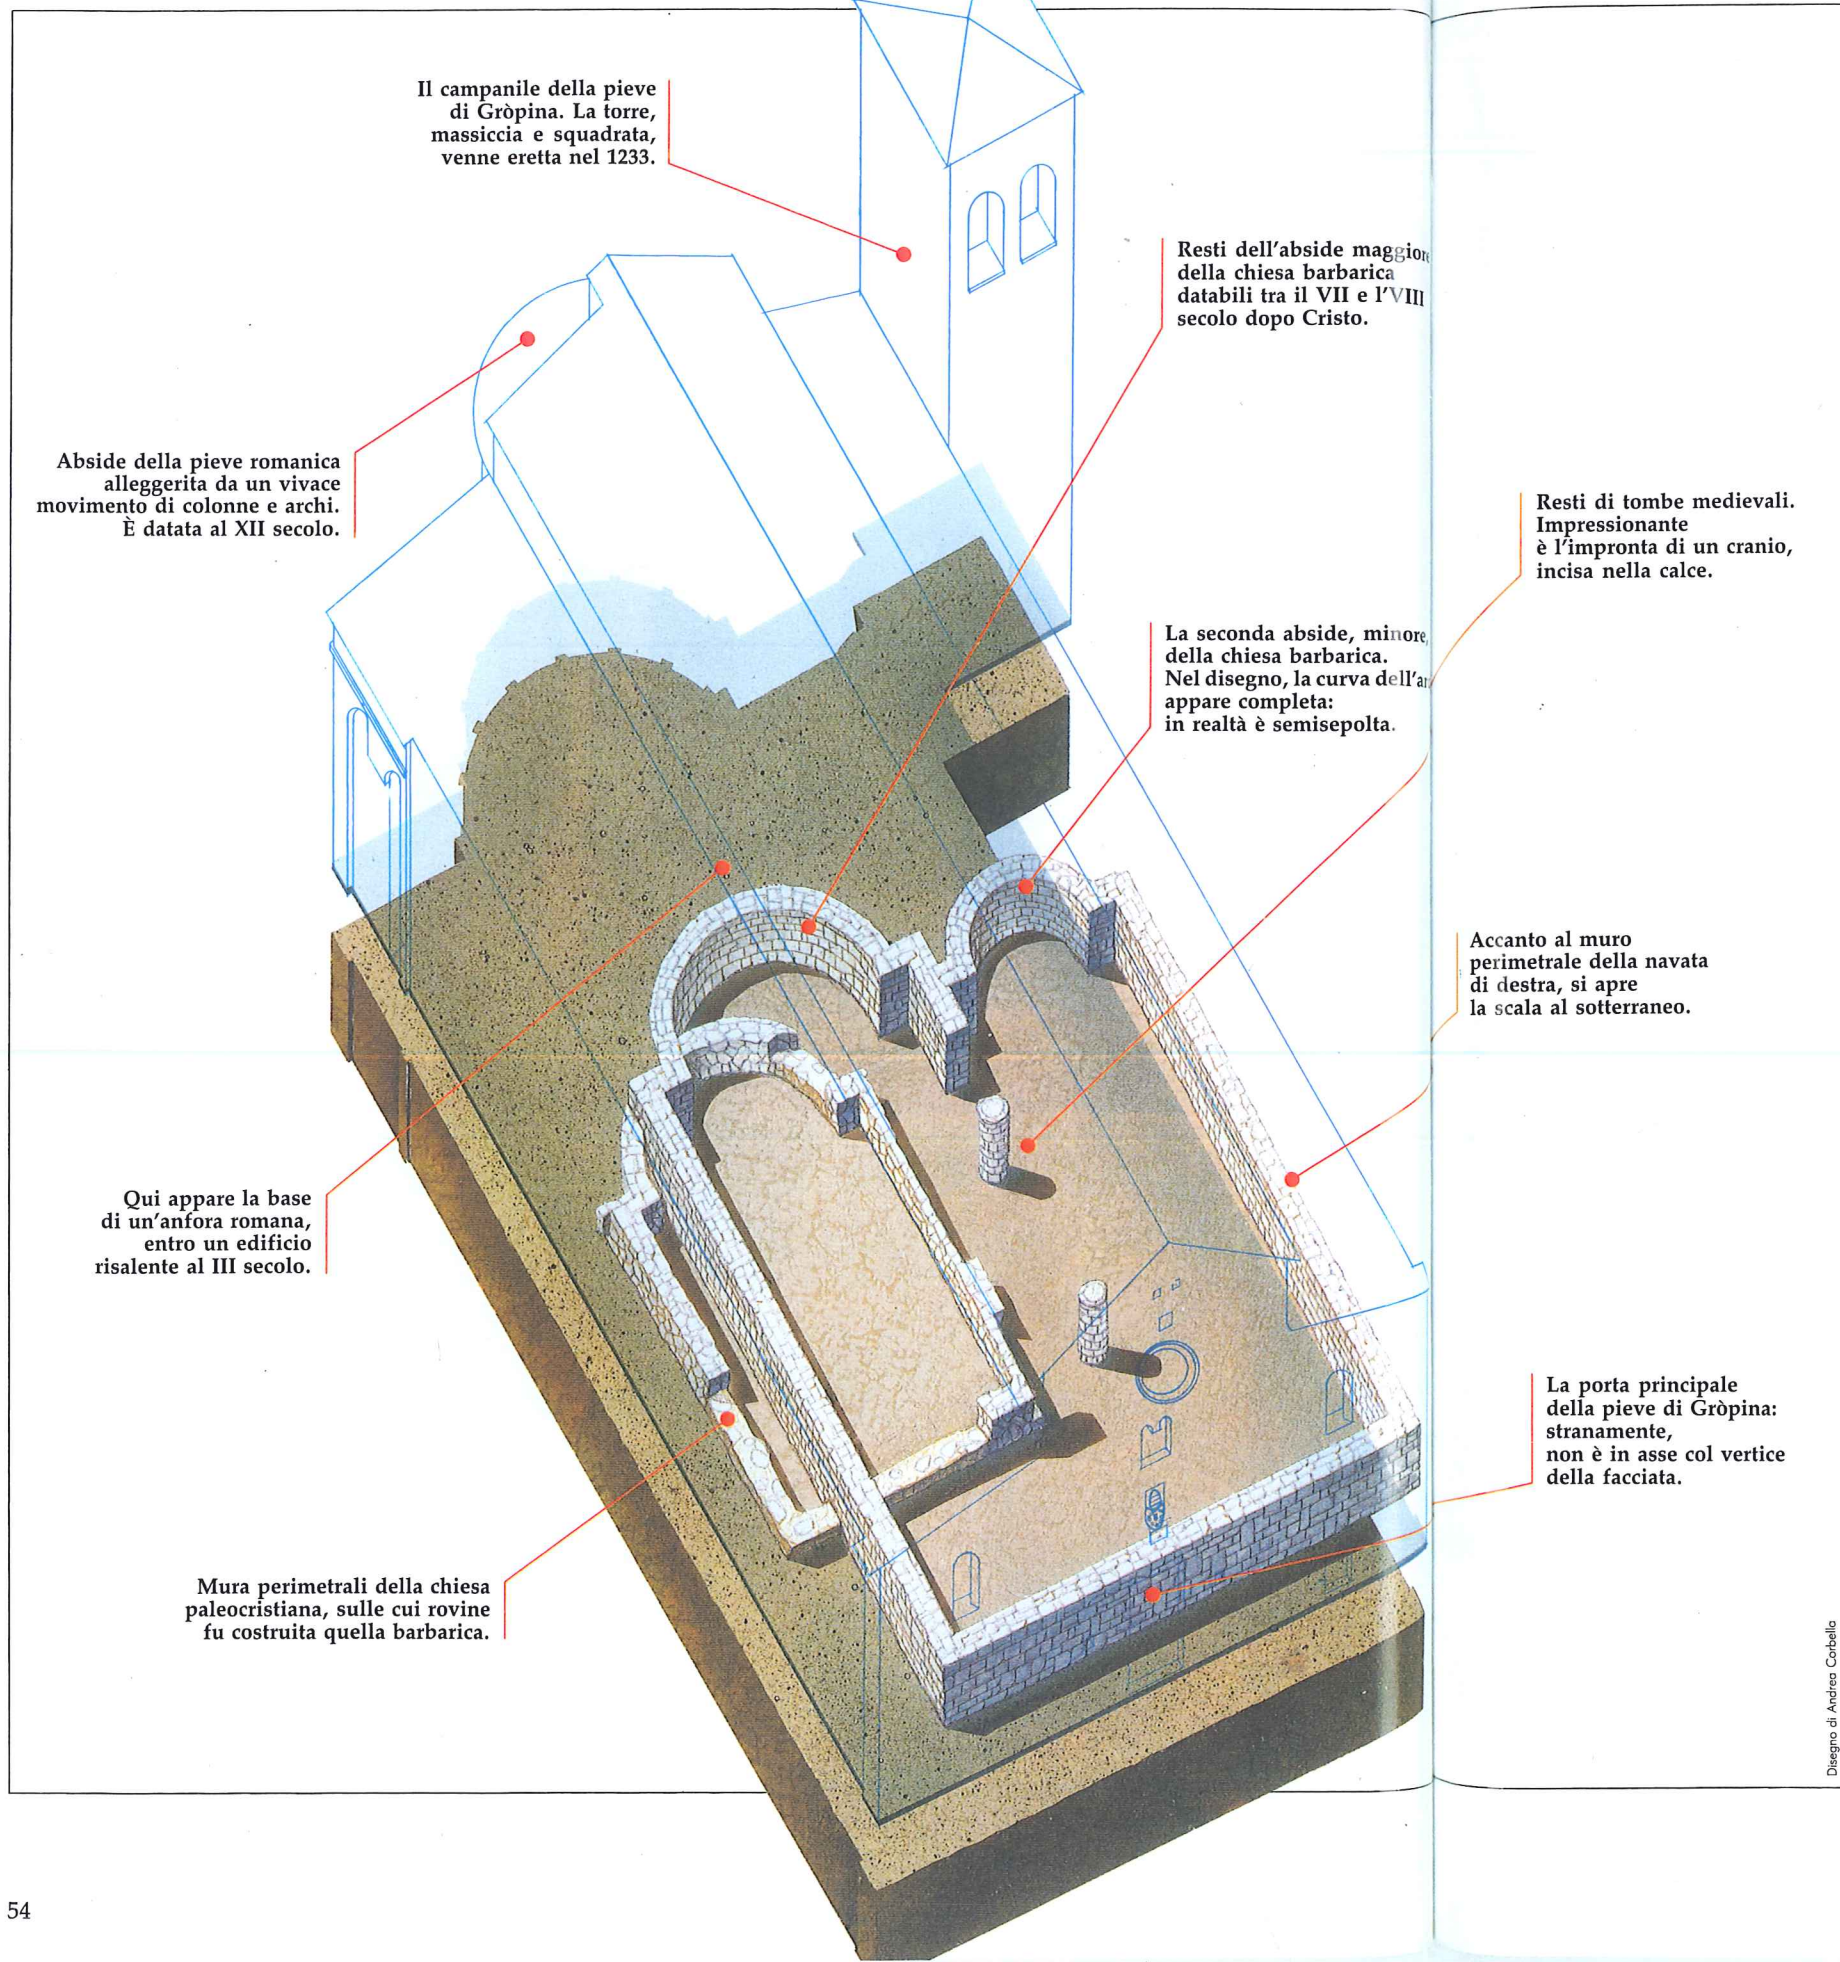 Il campanile della pieve
di Gròpina. La torre,
massiccia e squadrata,
venne eretta nel 1233.
Resti dell'abside maggiore
della chiesa barbarica
databili tra il VII e l'VIII
secolo dopo Cristo.
Abside della pieve romanica
alleggerita da un vivace
movimento di colonne e archi.
È datata al XII secolo.
Resti di tombe medievali.
Impressionante
è l'impronta di un cranio,
incisa nella calce.
La seconda abside, minore,
della chiesa barbarica.
Nel disegno, la curva
appare completa:
in realtà è semisepolta.
Accanto al muro
perimetrale della navata
di destra, si apre
la scala al sotterraneo.
Qui appare la base
di un'anfora romana,
entro un edificio
risalente al III secolo.
La porta principale
della pieve di Gròpina:
stranamente,
non è in asse col vertice
della facciata.
Mura perimetrali della chiesa
paleocristiana, sulle cui rovine
fu costruita quella barbarica.
Disegno di Andrea Corbella
54